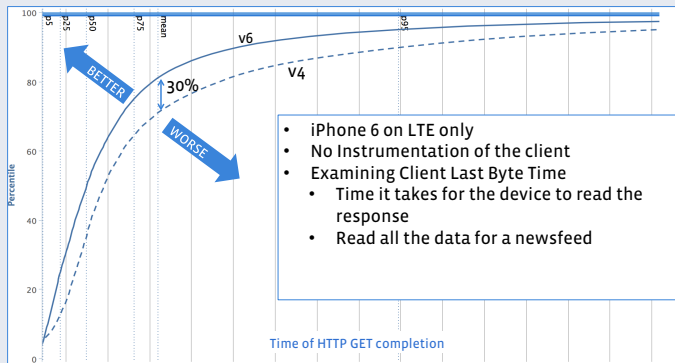 100
80
60
40
20
0
Percentile
p5
p25
p50
p75
mean
p95
v6
v4
BETTER
30%
WORSE
• iPhone 6 on LTE only
• No Instrumentation of the client
• Examining Client Last Byte Time
• Time it takes for the device to read the
response
• Read all the data for a newsfeed
Time of HTTP GET completion